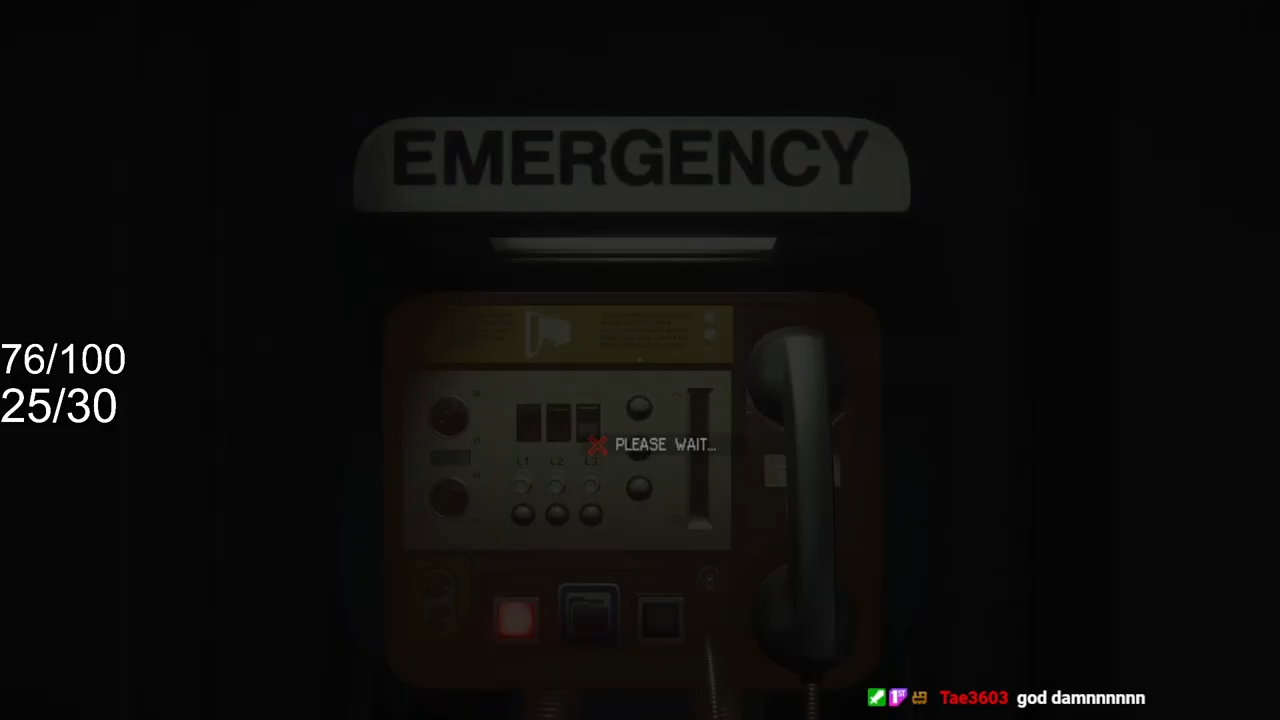 EMERGENCY
76/100
25/30
L1 L2 L3
PLEASE WAIT...
Tae3603 god damnnnnnn